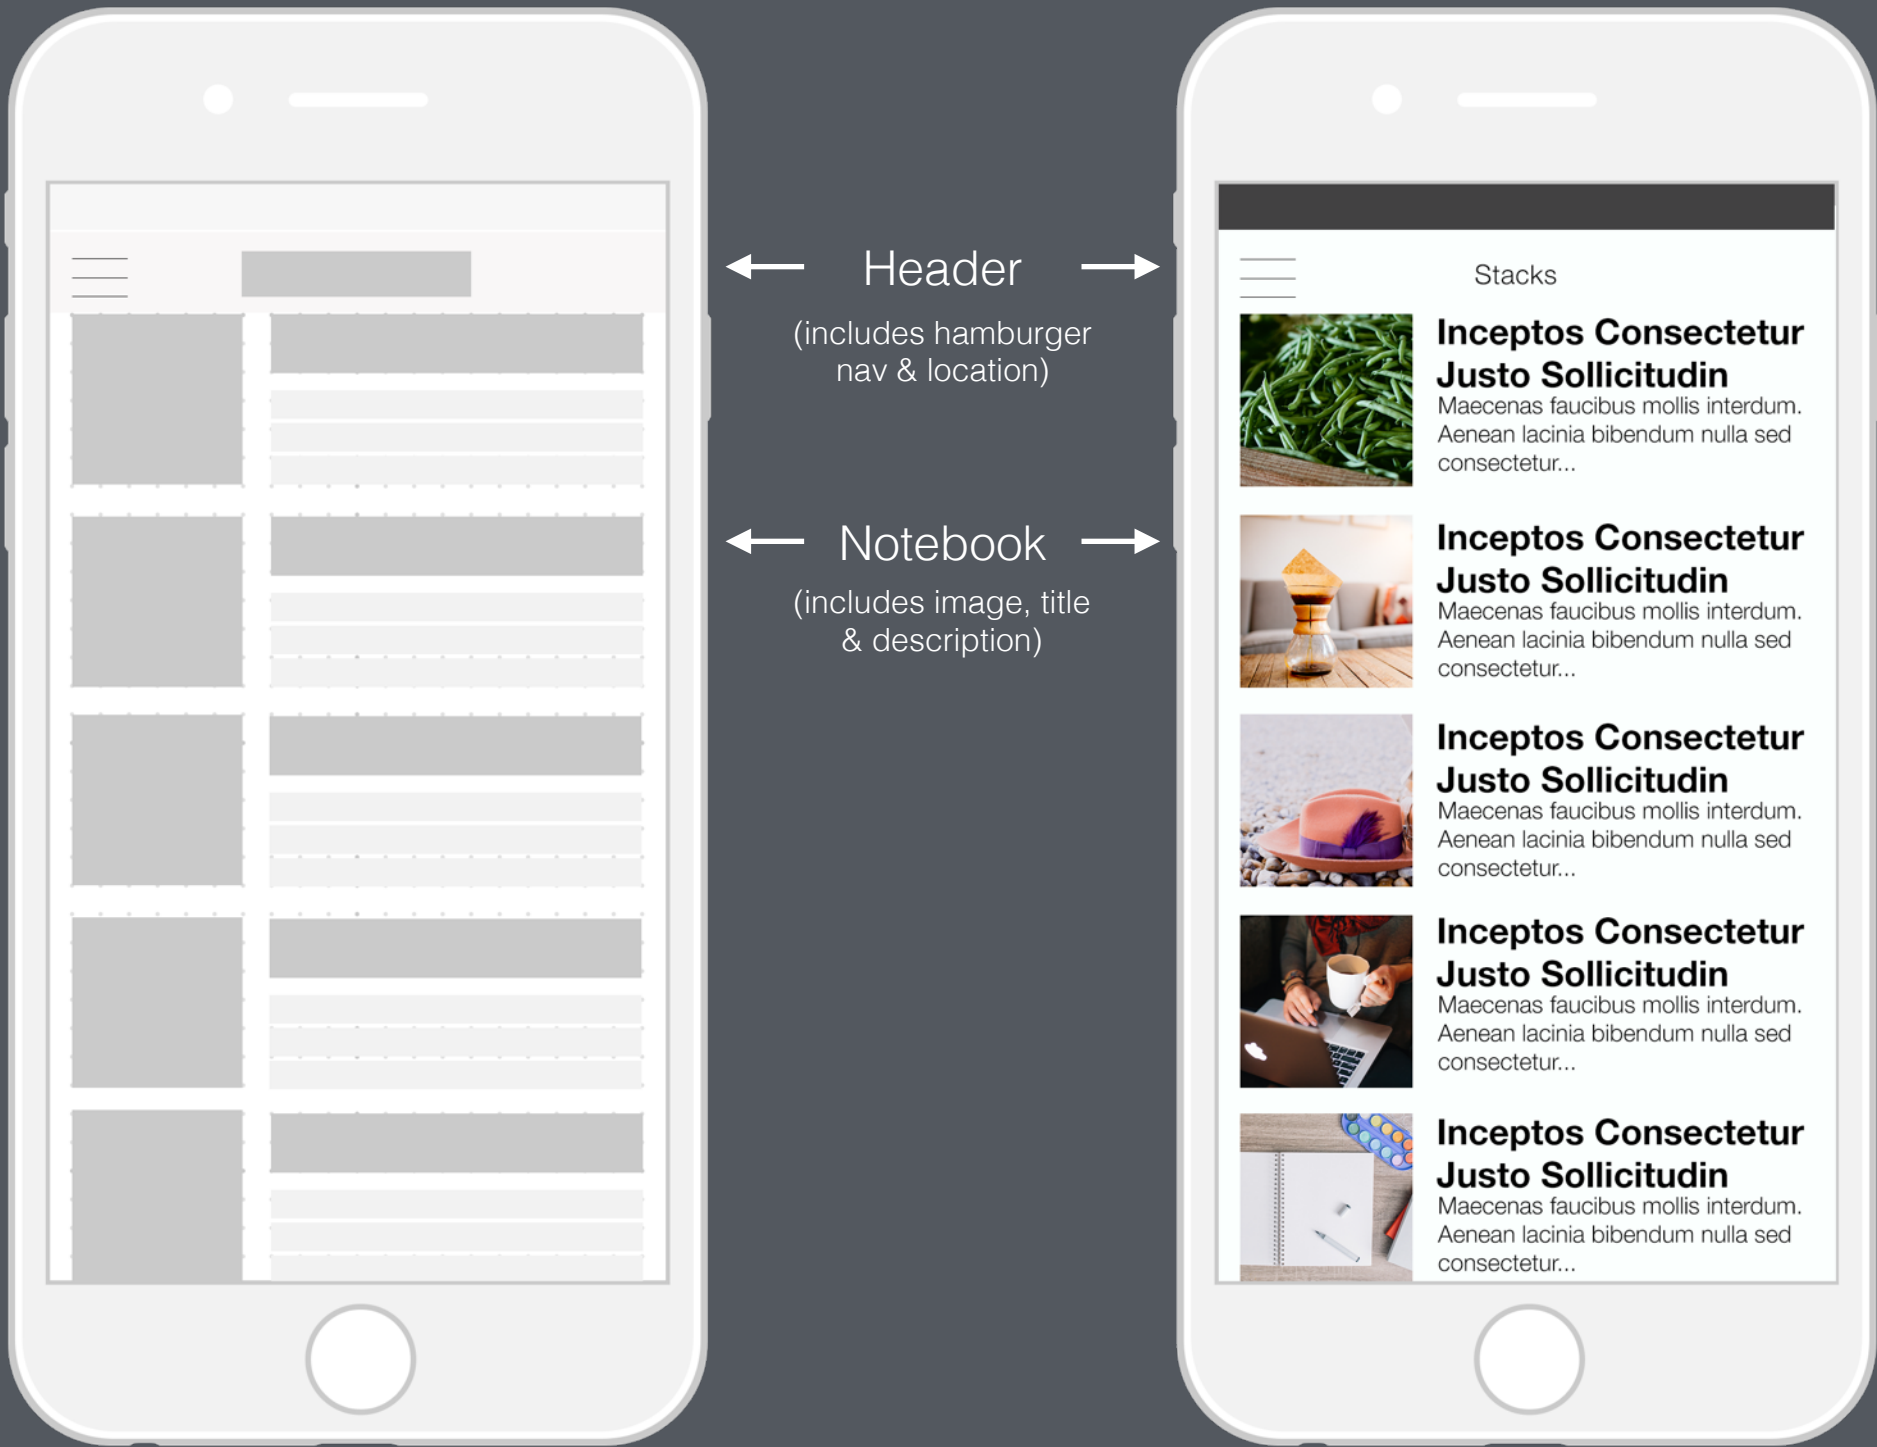 Header
(includes hamburger
nav & location)
Notebook
(includes image, title
& description)
Stacks
Inceptos Consectetur
Justo Sollicitudin
Maecenas faucibus mollis interdum.
Aenean lacinia bibendum nulla sed
consectetur...
Inceptos Consectetur
Justo Sollicitudin
Maecenas faucibus mollis interdum.
Aenean lacinia bibendum nulla sed
consectetur...
Inceptos Consectetur
Justo Sollicitudin
Maecenas faucibus mollis interdum.
Aenean lacinia bibendum nulla sed
consectetur...
Inceptos Consectetur
Justo Sollicitudin
Maecenas faucibus mollis interdum.
Aenean lacinia bibendum nulla sed
consectetur...
Inceptos Consectetur
Justo Sollicitudin
Maecenas faucibus mollis interdum.
Aenean lacinia bibendum nulla sed
consectetur...